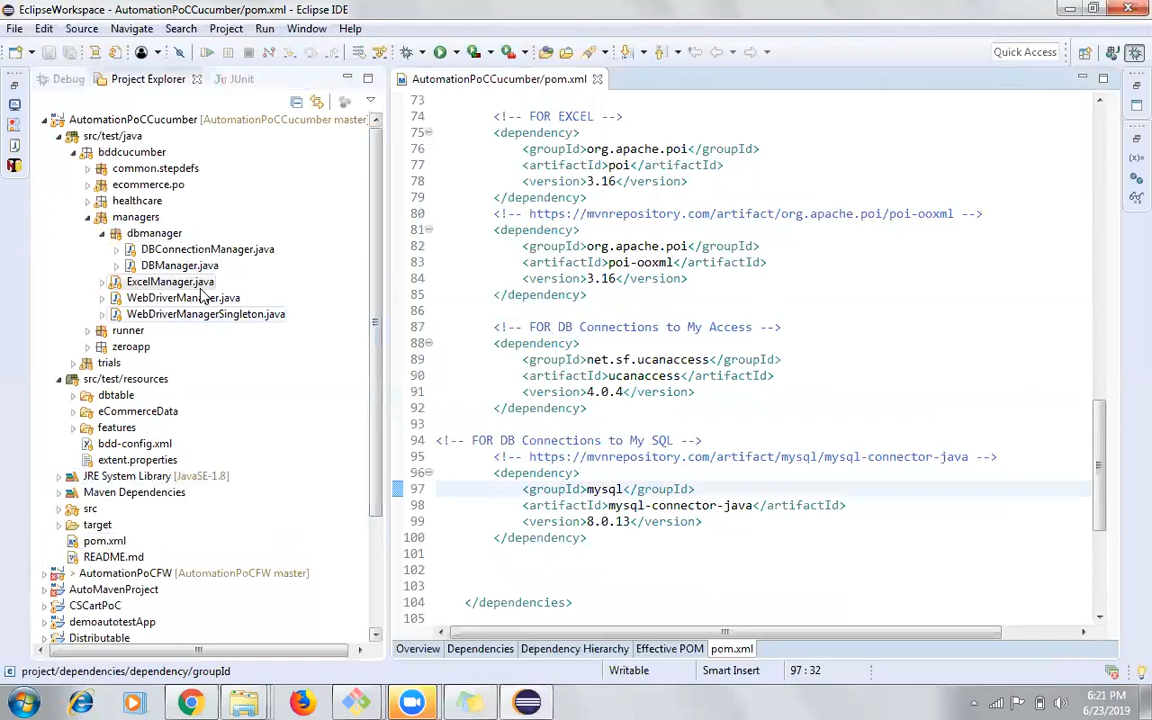 EclipseWorkspace - AutomationPoCCucumber/pom.xml - Eclipse IDE
File Edit Source Navigate Search Project Run Window Help
Quick Access
Debug Project Explorer JUnit
AutomationPoCCucumber [AutomationPoCCucumber master]
src/test/java
bddcucumber
common.stepdefs
ecommerce.po
healthcare
managers
dbmanager
DBConnectionManager.java
DBManager.java
ExcelManager.java
WebDriverManager.java
WebDriverManagerSingleton.java
runner
zeroapp
trials
src/test/resources
dbtable
eCommerceData
features
bdd-config.xml
extent.properties
JRE System Library [JavaSE-1.8]
Maven Dependencies
src
target
pom.xml
README.md
> AutomationPoCFW [AutomationPoCFW master]
AutoMavenProject
CSCartPoC
demoautotestApp
Distributable
AutomationPoCCucumber/pom.xml
73
74 <!-- FOR EXCEL -->
75 <dependency>
76 <groupId>org.apache.poi</groupId>
77 <artifactId>poi</artifactId>
78 <version>3.16</version>
79 </dependency>
80 <!-- https://mvnrepository.com/artifact/org.apache.poi/poi-ooxml -->
81 <dependency>
82 <groupId>org.apache.poi</groupId>
83 <artifactId>poi-ooxml</artifactId>
84 <version>3.16</version>
85 </dependency>
86
87 <!-- FOR DB Connections to My Access -->
88 <dependency>
89 <groupId>net.sf.ucanaccess</groupId>
90 <artifactId>ucanaccess</artifactId>
91 <version>4.0.4</version>
92 </dependency>
93
94 <!-- FOR DB Connections to My SQL -->
95 <!-- https://mvnrepository.com/artifact/mysql/mysql-connector-java -->
96 <dependency>
97 <groupId>mysql</groupId>
98 <artifactId>mysql-connector-java</artifactId>
99 <version>8.0.13</version>
100 </dependency>
101
102
103
104 </dependencies>
105
Overview Dependencies Dependency Hierarchy Effective POM pom.xml
project/dependencies/dependency/groupId
Writable Smart Insert 97 : 32
6:21 PM
6/23/2019